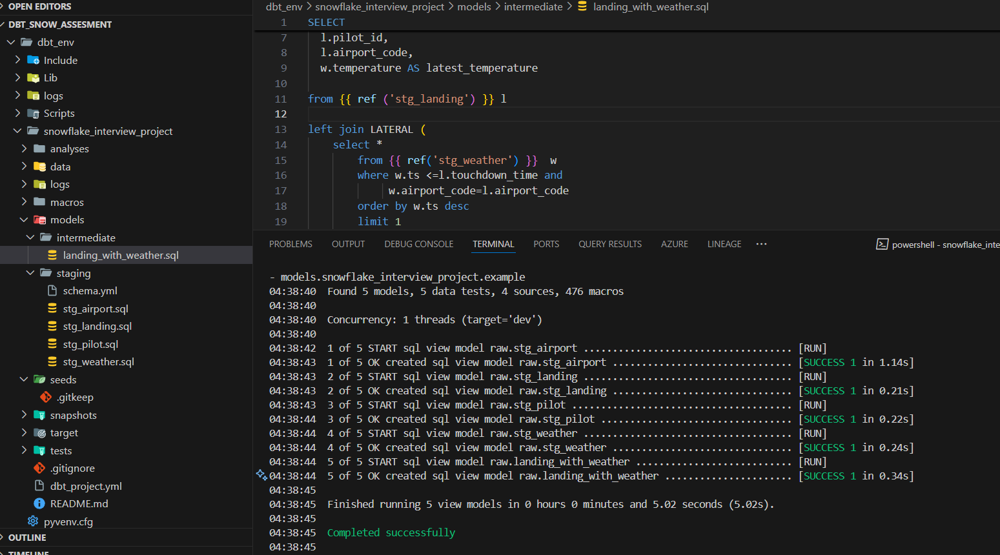 OPEN EDITORS
DBT_SNOW_ASSESMENT
dbt_env
Include
Lib
logs
Scripts
snowflake_interview_project
analyses
data
logs
macros
models
intermediate
landing_with_weather.sql
staging
schema.yml
stg_airport.sql
stg_landing.sql
stg_pilot.sql
stg_weather.sql
seeds
.gitkeep
snapshots
target
tests
.gitignore
dbt_project.yml
README.md
pyvenv.cfg
OUTLINE
TIMELINE
dbt_env > snowflake_interview_project > models > intermediate > landing_with_weather.sql
1 SELECT
7 l.pilot_id,
8 l.airport_code,
9 w.temperature AS latest_temperature
10
11 from {{ ref ('stg_landing') }} l
12
13 left join LATERAL (
14 select *
15 from {{ ref('stg_weather') }}  w
16 where w.ts <=l.touchdown_time and
17 w.airport_code=l.airport_code
18 order by w.ts desc
19 limit 1
PROBLEMS OUTPUT DEBUG CONSOLE TERMINAL PORTS QUERY RESULTS AZURE LINEAGE ···
powershell - snowflake_inte
- models.snowflake_interview_project.example
04:38:40  Found 5 models, 5 data tests, 4 sources, 476 macros
04:38:40
04:38:40  Concurrency: 1 threads (target='dev')
04:38:40
04:38:42  1 of 5 START sql view model raw.stg_airport ................................... [RUN]
04:38:43  1 of 5 OK created sql view model raw.stg_airport .............................. [SUCCESS 1 in 1.14s]
04:38:43  2 of 5 START sql view model raw.stg_landing ................................... [RUN]
04:38:43  2 of 5 OK created sql view model raw.stg_landing .............................. [SUCCESS 1 in 0.21s]
04:38:43  3 of 5 START sql view model raw.stg_pilot ..................................... [RUN]
04:38:44  3 of 5 OK created sql view model raw.stg_pilot ................................ [SUCCESS 1 in 0.22s]
04:38:44  4 of 5 START sql view model raw.stg_weather ................................... [RUN]
04:38:44  4 of 5 OK created sql view model raw.stg_weather .............................. [SUCCESS 1 in 0.24s]
04:38:44  5 of 5 START sql view model raw.landing_with_weather .......................... [RUN]
04:38:44  5 of 5 OK created sql view model raw.landing_with_weather ..................... [SUCCESS 1 in 0.34s]
04:38:45
04:38:45  Finished running 5 view models in 0 hours 0 minutes and 5.02 seconds (5.02s).
04:38:45
04:38:45  Completed successfully
04:38:45